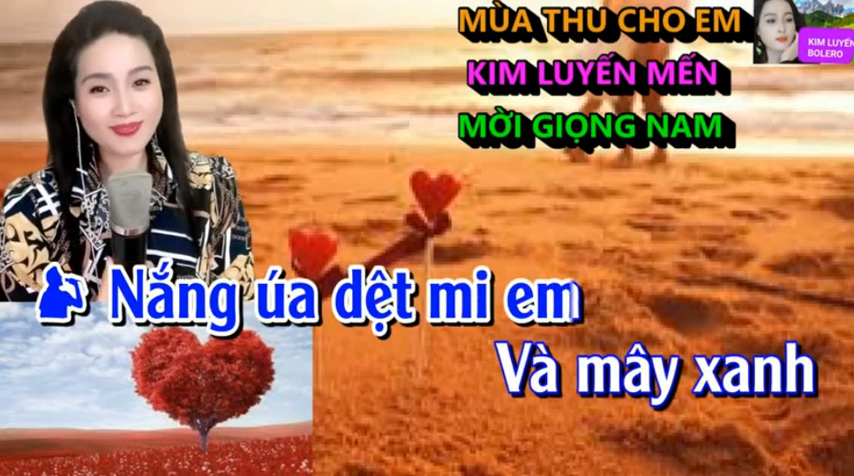 MÙA THU CHO EM
KIM LUYẾN MẾN
MỜI GIỌNG NAM
KIM LUYẾN
BOLERO
Nắng úa dệt mi em
Và mây xanh